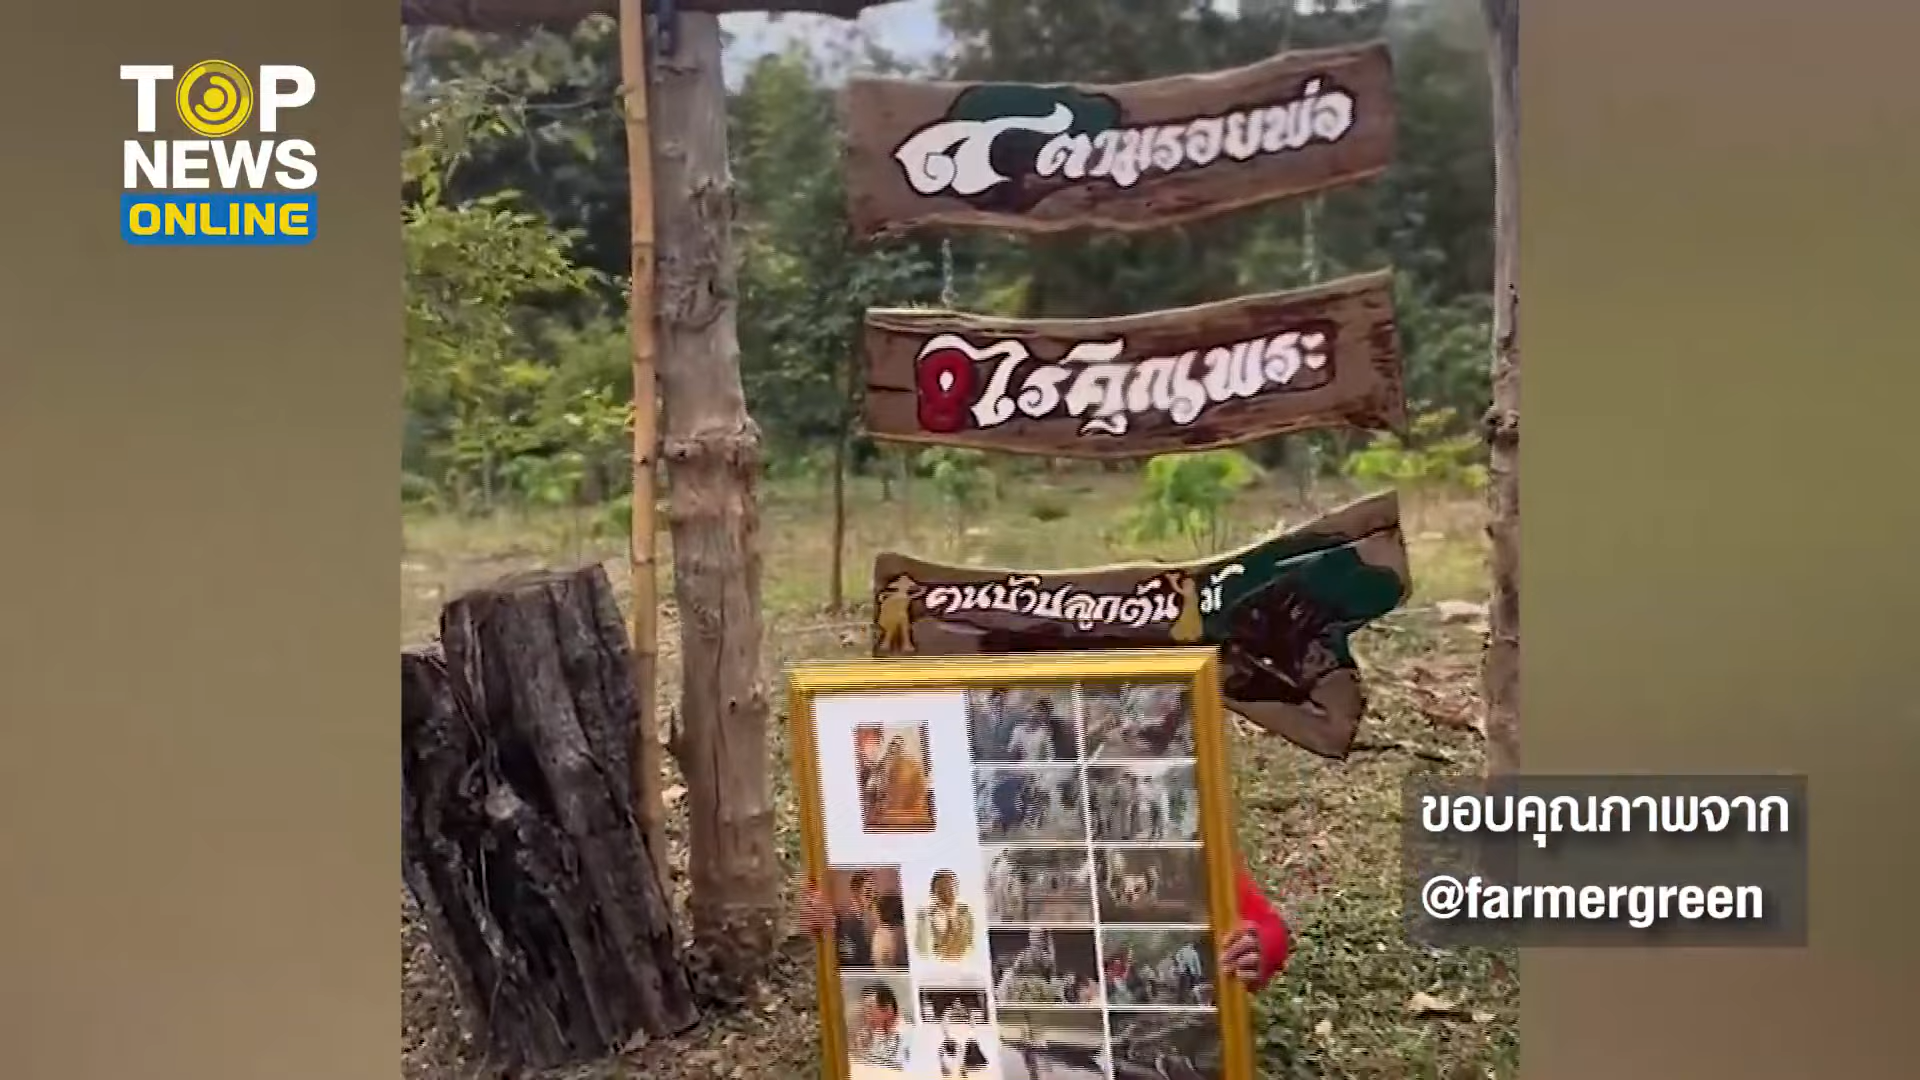 TOP
NEWS
ONLINE
๙ ตามรอยพ่อ
๑ไร่คุณพระ
คนบ้าปลูกต้นไม้
ขอบคุณภาพจาก
@farmergreen